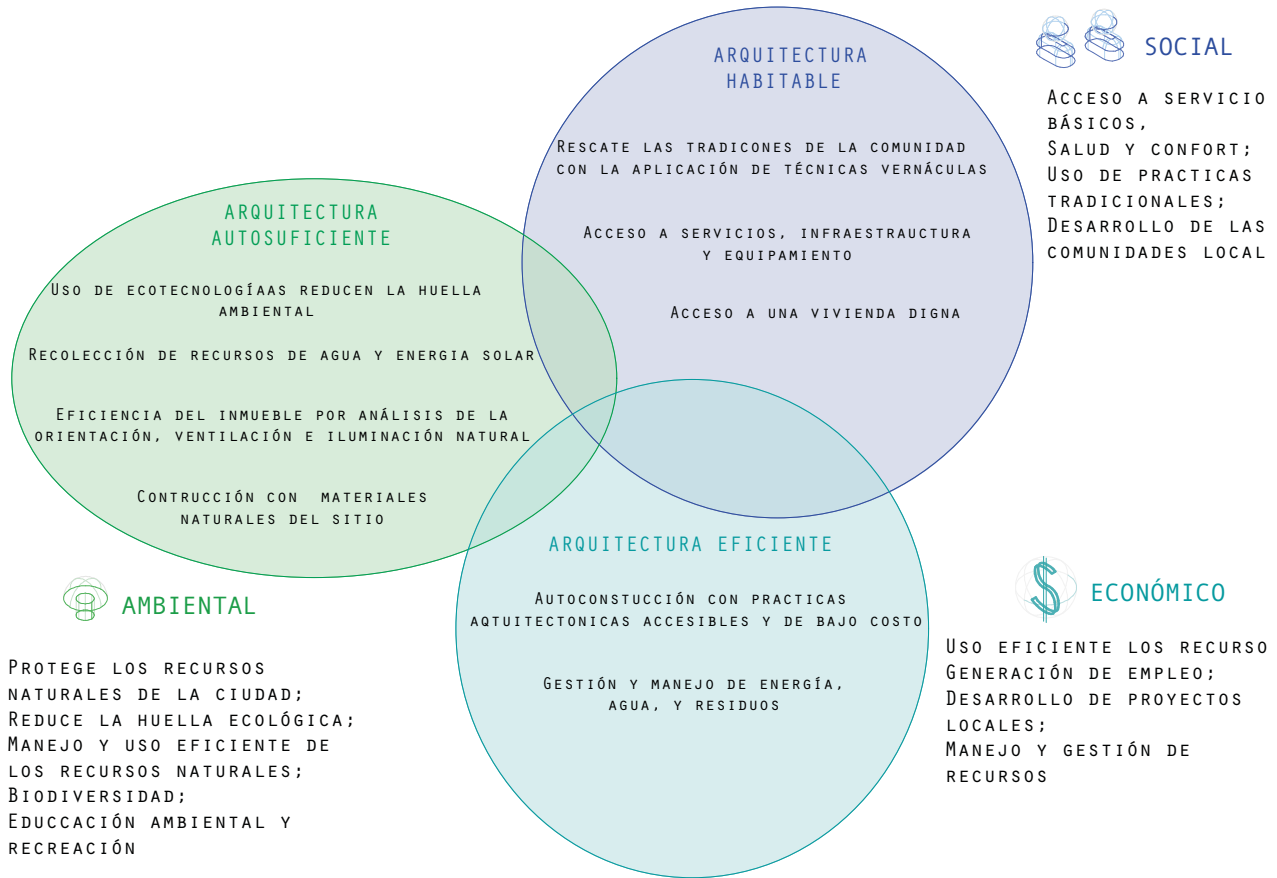 ARQUITECTURA
HABITABLE
RESCATE LAS TRADICONES DE LA COMUNIDAD
CON LA APLICACIÓN DE TÉCNICAS VERNÁCULAS
ACCESO A SERVICIOS, INFRAESTRAUCTURA
Y EQUIPAMIENTO
ACCESO A UNA VIVIENDA DIGNA
SOCIAL
ACCESO A SERVICIO
BÁSICOS,
SALUD Y CONFORT;
USO DE PRACTICAS
TRADICIONALES;
DESARROLLO DE LAS
COMUNIDADES LOCAL
ARQUITECTURA
AUTOSUFICIENTE
USO DE ECOTECNOLOGÍAAS REDUCEN LA HUELLA
AMBIENTAL
RECOLECCIÓN DE RECURSOS DE AGUA Y ENERGIA SOLAR
EFICIENCIA DEL INMUEBLE POR ANÁLISIS DE LA
ORIENTACIÓN, VENTILACIÓN E ILUMINACIÓN NATURAL
CONTRUCCIÓN CON MATERIALES
NATURALES DEL SITIO
AMBIENTAL
PROTEGE LOS RECURSOS
NATURALES DE LA CIUDAD;
REDUCE LA HUELLA ECOLÓGICA;
MANEJO Y USO EFICIENTE DE
LOS RECURSOS NATURALES;
BIODIVERSIDAD;
EDUCCACIÓN AMBIENTAL Y
RECREACIÓN
ARQUITECTURA EFICIENTE
AUTOCONSTUCCIÓN CON PRACTICAS
AQTUITECTONICAS ACCESIBLES Y DE BAJO COSTO
GESTIÓN Y MANEJO DE ENERGÍA,
AGUA, Y RESIDUOS
$ ECONÓMICO
USO EFICIENTE LOS RECURSO
GENERACIÓN DE EMPLEO;
DESARROLLO DE PROYECTOS
LOCALES;
MANEJO Y GESTIÓN DE
RECURSOS